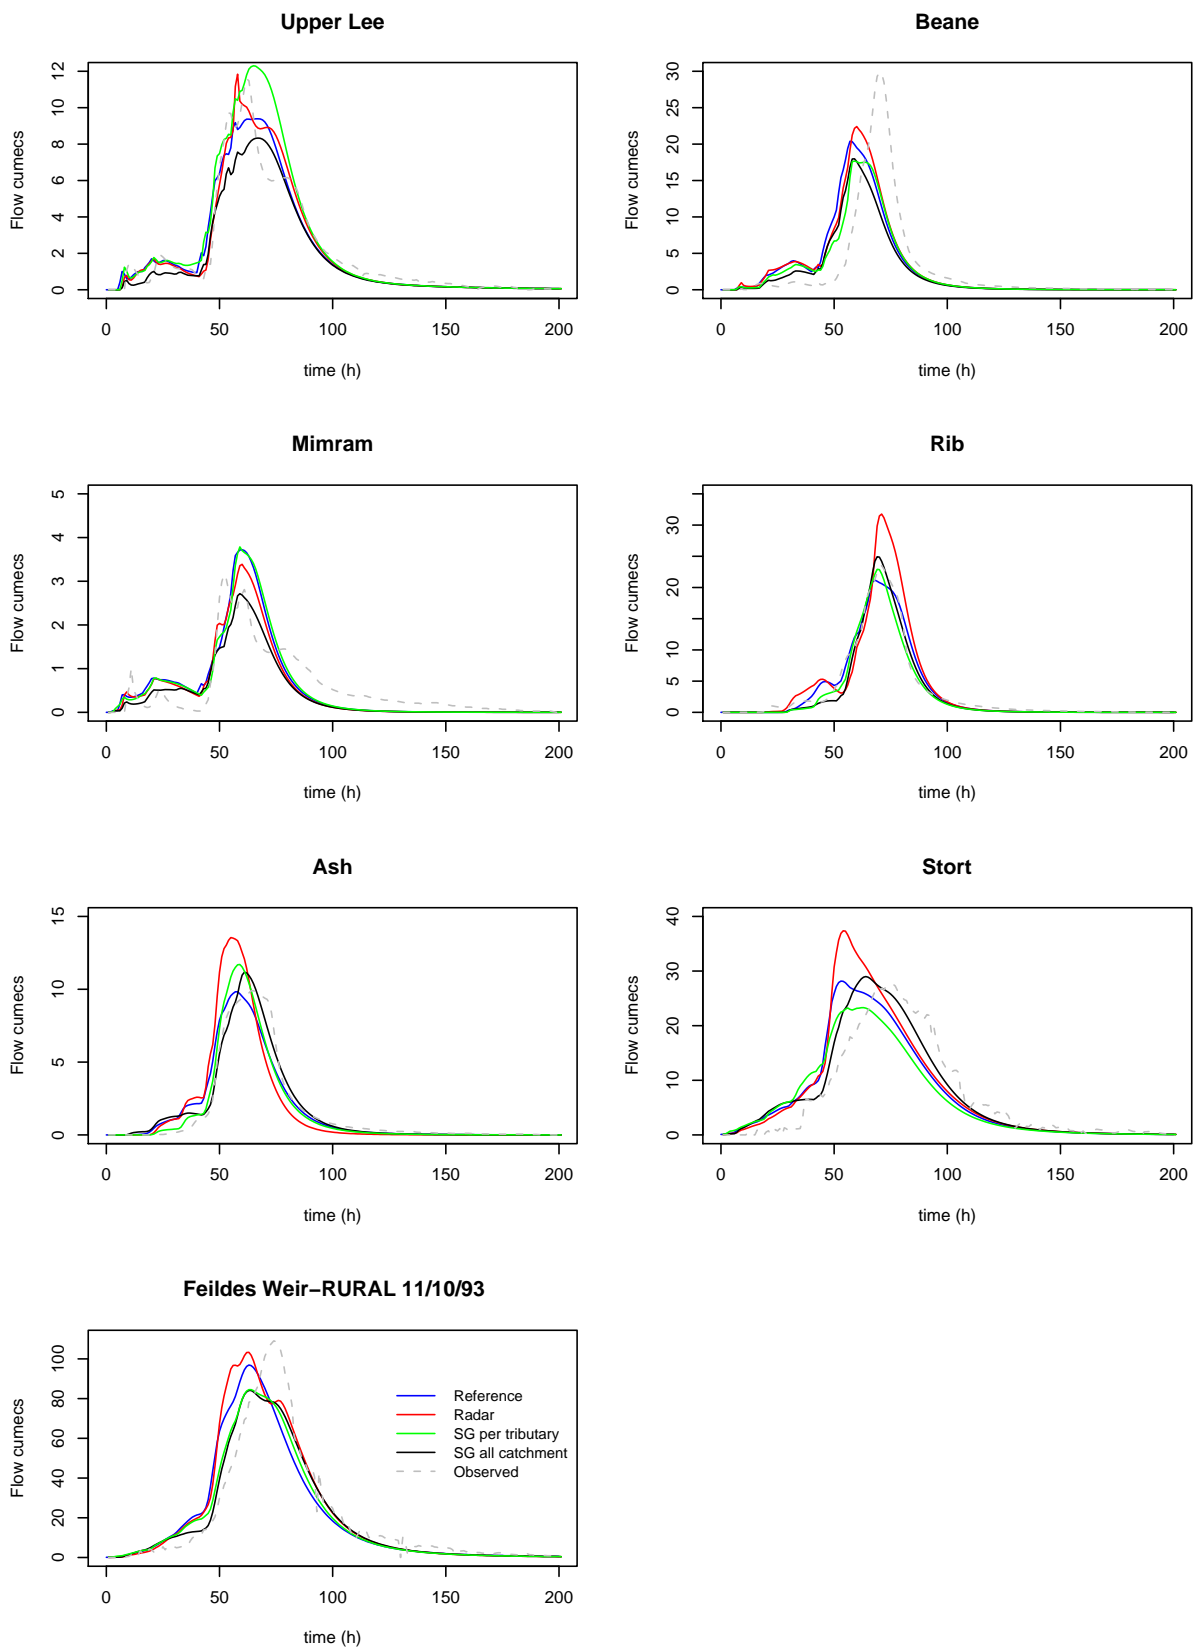 Upper Lee
Flow cumecs
0 2 4 6 8 10 12
0 50 100 150 200
time (h)
Beane
Flow cumecs
0 5 10 15 20 25 30
0 50 100 150 200
time (h)
Mimram
Flow cumecs
0 1 2 3 4 5
0 50 100 150 200
time (h)
Rib
Flow cumecs
0 5 10 20 30
0 50 100 150 200
time (h)
Ash
Flow cumecs
0 5 10 15
0 50 100 150 200
time (h)
Stort
Flow cumecs
0 10 20 30 40
0 50 100 150 200
time (h)
Feildes Weir−RURAL 11/10/93
Flow cumecs
0 20 40 60 80 100
Reference
Radar
SG per tributary
SG all catchment
Observed
0 50 100 150 200
time (h)